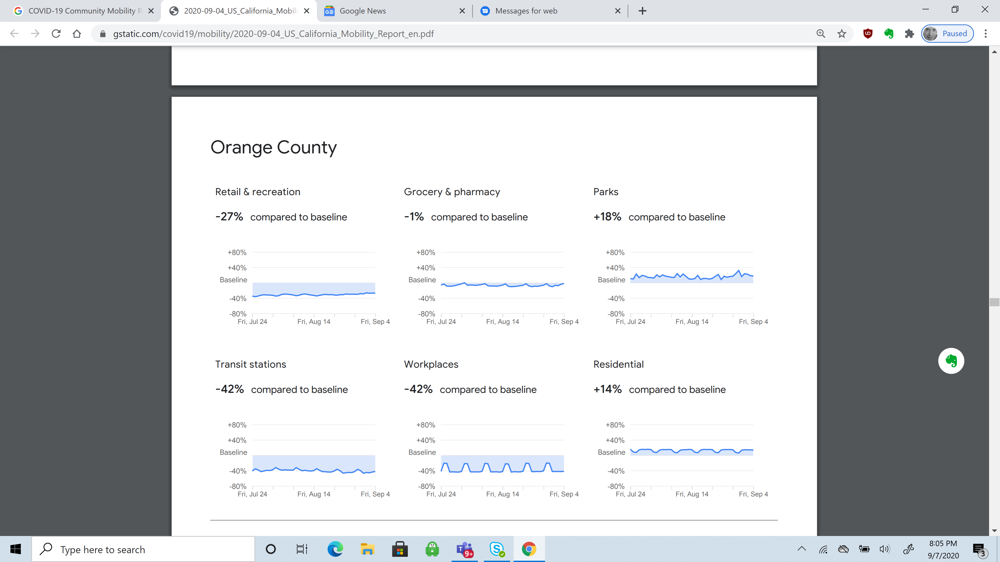 COVID-19 Community Mobility R
2020-09-04_US_California_Mobili
Google News
Messages for web
gstatic.com/covid19/mobility/2020-09-04_US_California_Mobility_Report_en.pdf
Paused
Orange County
Retail & recreation
-27% compared to baseline
+80%
+40%
Baseline
-40%
-80%
Fri, Jul 24 Fri, Aug 14 Fri, Sep 4
Grocery & pharmacy
-1% compared to baseline
+80%
+40%
Baseline
-40%
-80%
Fri, Jul 24 Fri, Aug 14 Fri, Sep 4
Parks
+18% compared to baseline
+80%
+40%
Baseline
-40%
-80%
Fri, Jul 24 Fri, Aug 14 Fri, Sep 4
Transit stations
-42% compared to baseline
+80%
+40%
Baseline
-40%
-80%
Fri, Jul 24 Fri, Aug 14 Fri, Sep 4
Workplaces
-42% compared to baseline
+80%
+40%
Baseline
-40%
-80%
Fri, Jul 24 Fri, Aug 14 Fri, Sep 4
Residential
+14% compared to baseline
+80%
+40%
Baseline
-40%
-80%
Fri, Jul 24 Fri, Aug 14 Fri, Sep 4
Type here to search
9+
8:05 PM
9/7/2020
3